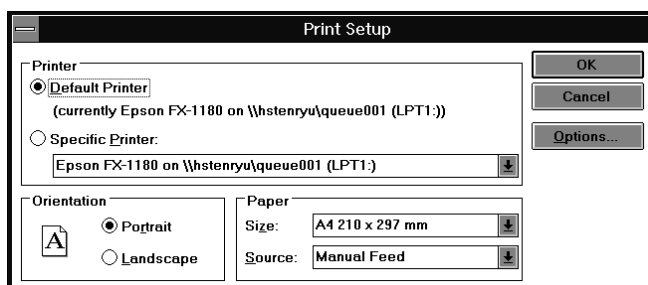 Print Setup
Printer
Default Printer
(currently Epson FX-1180 on \\hstenryu\queue001 (LPT1:))
Specific Printer:
Epson FX-1180 on \\hstenryu\queue001 (LPT1:)
OK
Cancel
Options...
Orientation
A
Portrait
Landscape
Paper
Size: A4 210 x 297 mm
Source: Manual Feed